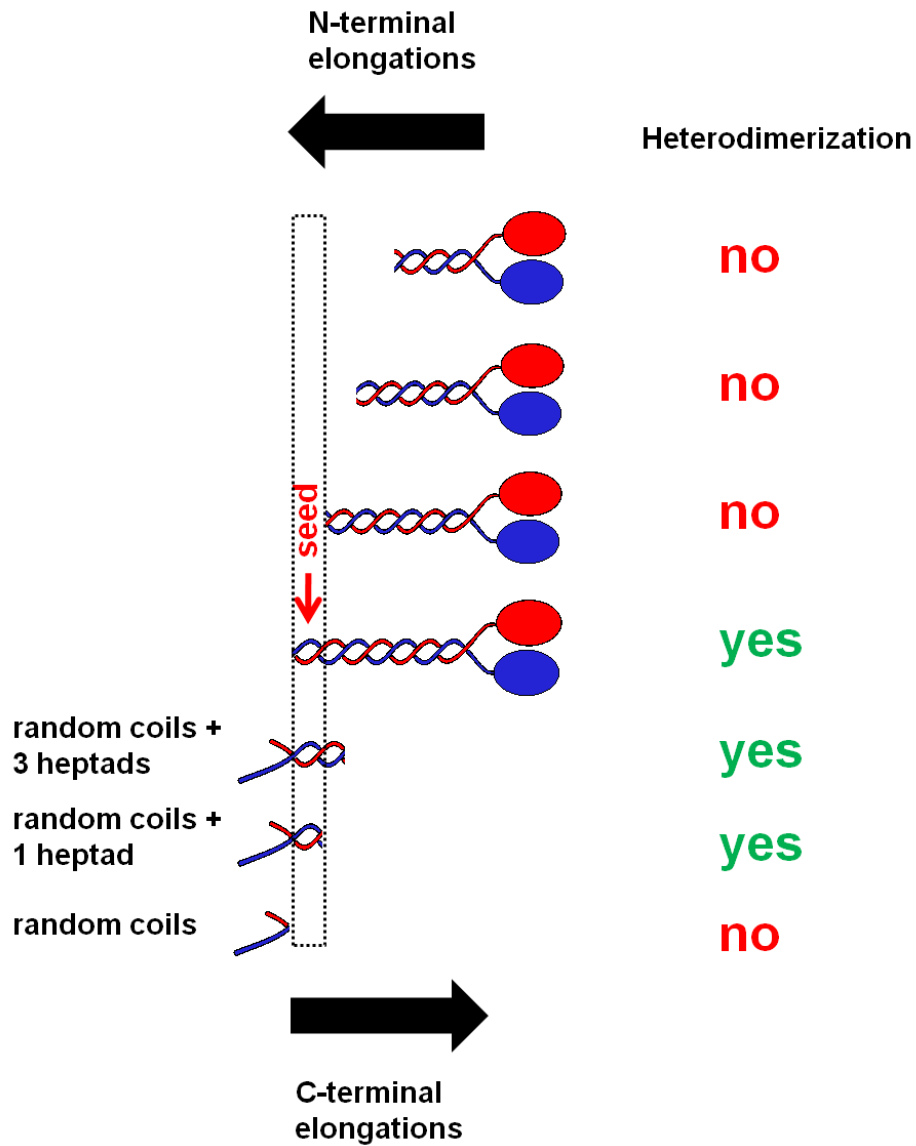 N-terminal
elongations
Heterodimerization
no
no
no
seed
yes
random coils +
3 heptads
yes
random coils +
1 heptad
yes
random coils
no
C-terminal
elongations